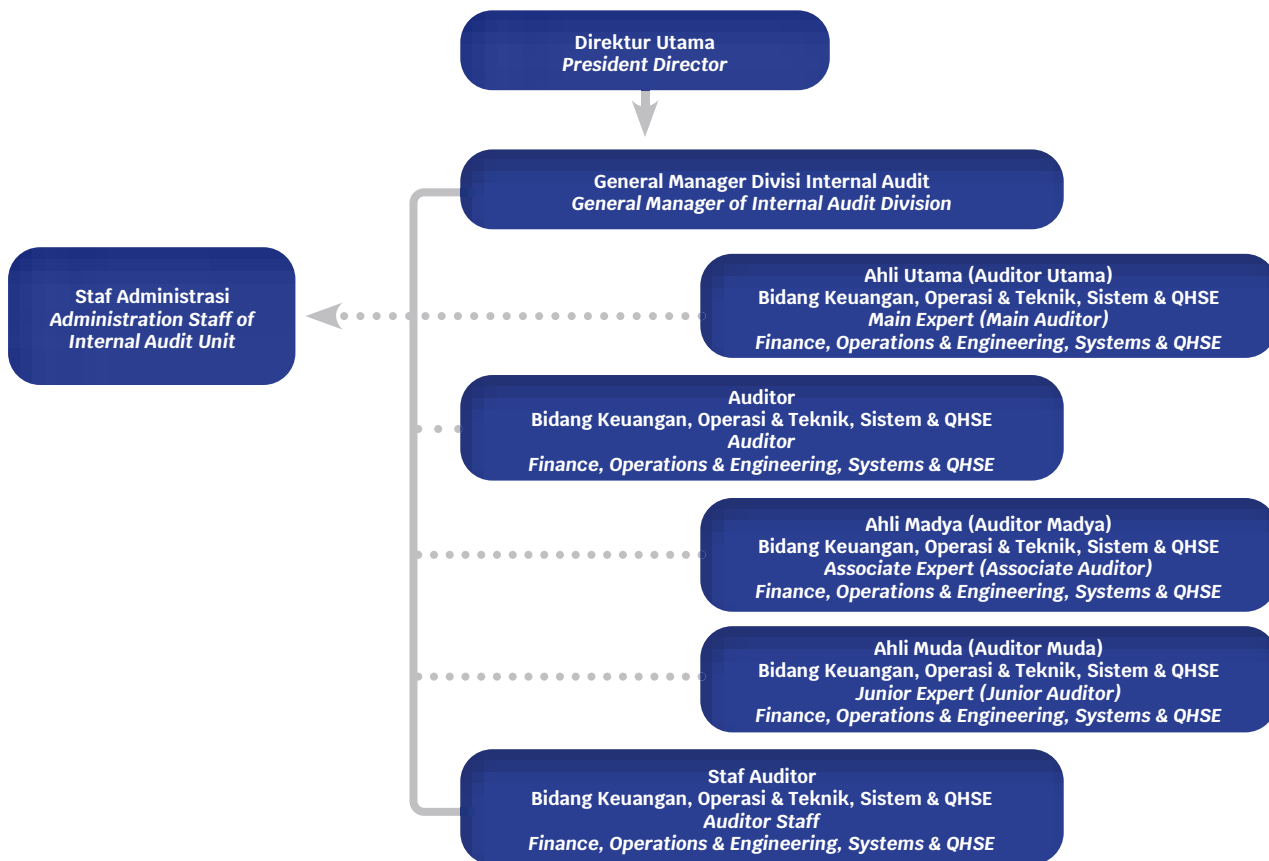 Direktur Utama
President Director
General Manager Divisi Internal Audit
General Manager of Internal Audit Division
Staf Administrasi
Administration Staff of
Internal Audit Unit
Ahli Utama (Auditor Utama)
Bidang Keuangan, Operasi & Teknik, Sistem & QHSE
Main Expert (Main Auditor)
Finance, Operations & Engineering, Systems & QHSE
Auditor
Bidang Keuangan, Operasi & Teknik, Sistem & QHSE
Auditor
Finance, Operations & Engineering, Systems & QHSE
Ahli Madya (Auditor Madya)
Bidang Keuangan, Operasi & Teknik, Sistem & QHSE
Associate Expert (Associate Auditor)
Finance, Operations & Engineering, Systems & QHSE
Ahli Muda (Auditor Muda)
Bidang Keuangan, Operasi & Teknik, Sistem & QHSE
Junior Expert (Junior Auditor)
Finance, Operations & Engineering, Systems & QHSE
Staf Auditor
Bidang Keuangan, Operasi & Teknik, Sistem & QHSE
Auditor Staff
Finance, Operations & Engineering, Systems & QHSE